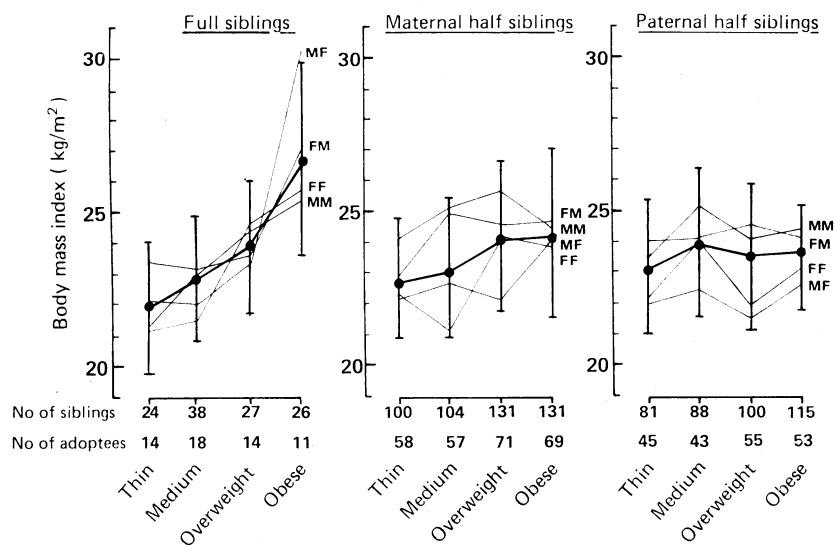 Full siblings Maternal half siblings Paternal half siblings
Body mass index ( kg/m²)
30
25
20
MF
FM
FF
MM
30
25
20
FM
MM
MF
FF
30
25
20
MM
FM
FF
MF
No of siblings 24 38 27 26 100 104 131 131 81 88 100 115
No of adoptees 14 18 14 11 58 57 71 69 45 43 55 53
Thin Medium Overweight Obese Thin Medium Overweight Obese Thin Medium Overweight Obese